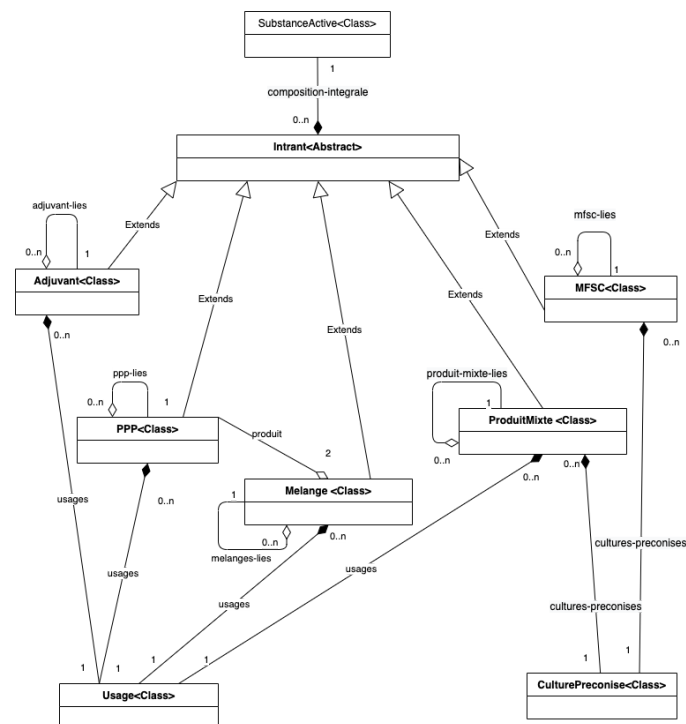 SubstanceActive<Class>
1
composition-integrale
0..n
Intrant<Abstract>
adjuvant-lies
mfsc-lies
Extends
Extends
0..n
1
0..n
1
Adjuvant<Class>
MFSC<Class>
Extends
Extends
0..n
Extends
0..n
ppp-lies
produit-mixte-lies
0..n
1
1
PPP<Class>
produit
ProduitMixte <Class>
2
0..n
0..n
0..n
0..n
1
Melange <Class>
usages
0..n
0..n
melanges-lies
cultures-preconises
usages
usages
usages
cultures-preconises
1
1
1
1
1
1
Usage<Class>
CulturePreconise<Class>